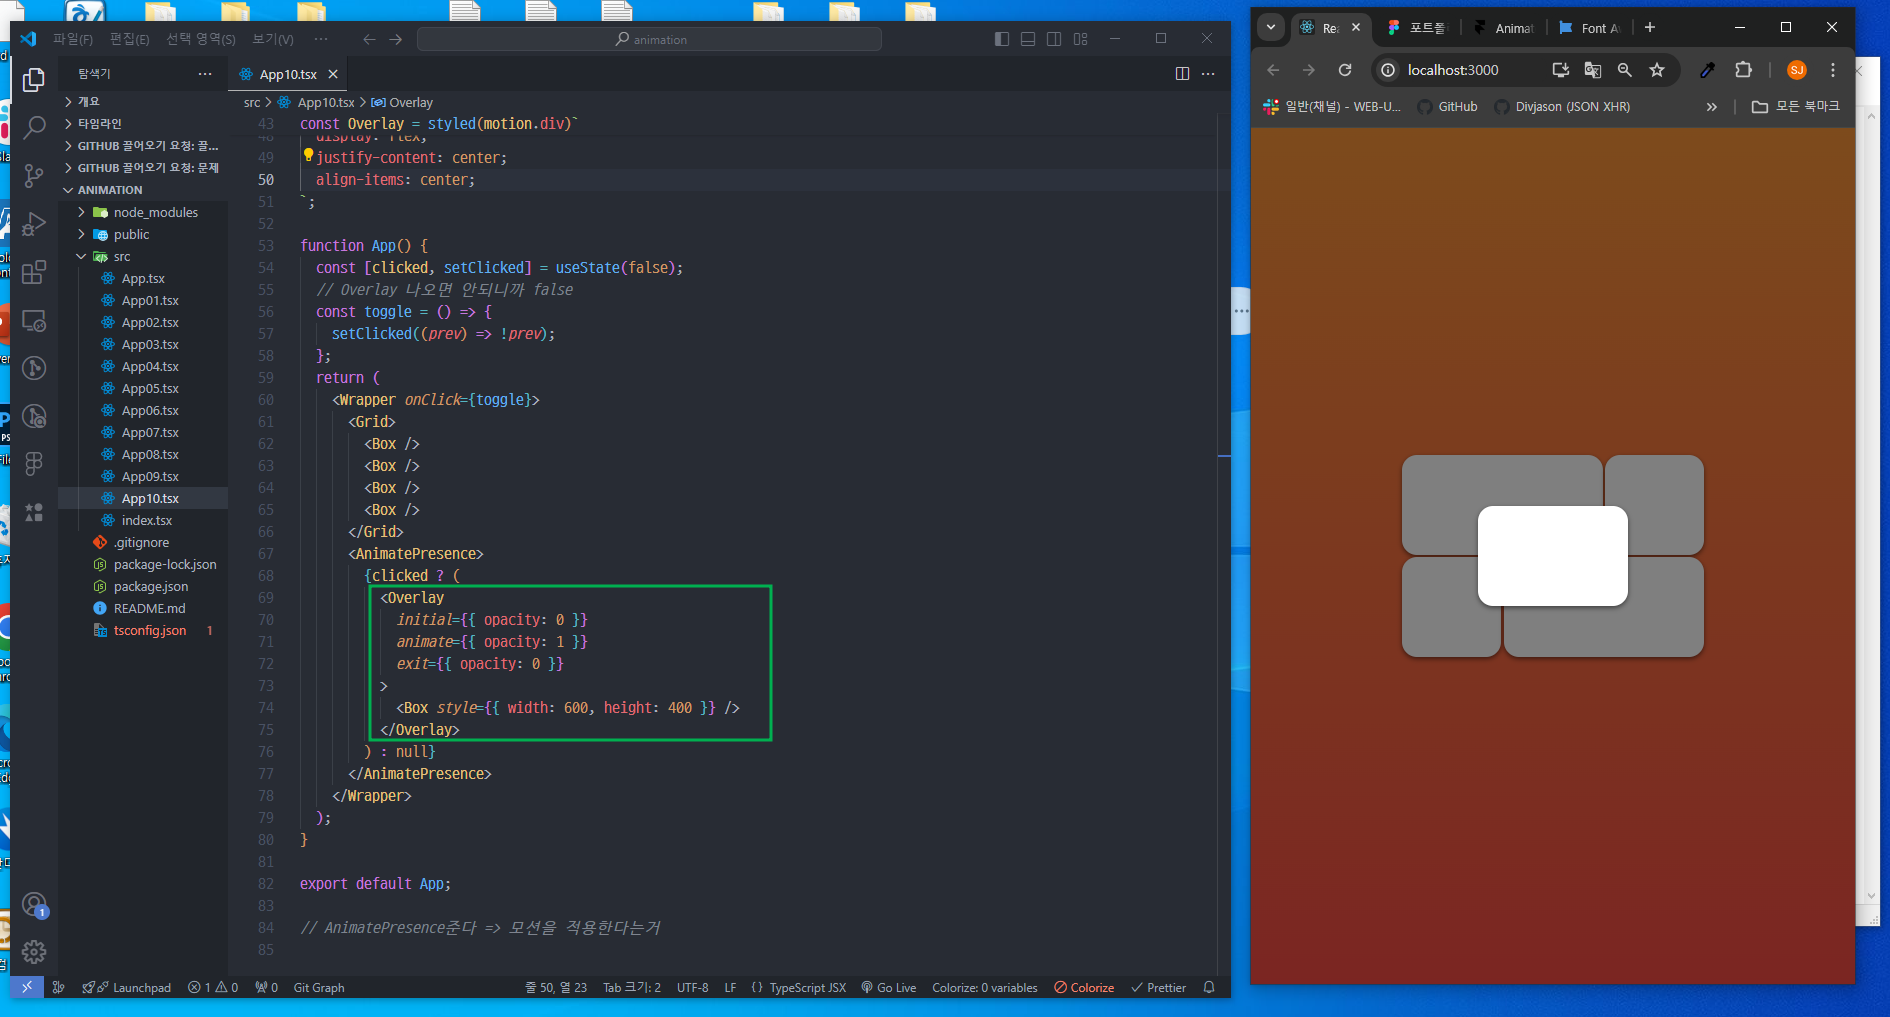 파일(F) 편집(E) 선택 영역(S) 보기(V) ··· animation
탐색기 ···
개요
타임라인
GITHUB 끌어오기 요청: 끌...
GITHUB 끌어오기 요청: 문제
ANIMATION
node_modules
public
src
App.tsx
App01.tsx
App02.tsx
App03.tsx
App04.tsx
App05.tsx
App06.tsx
App07.tsx
App08.tsx
App09.tsx
App10.tsx
index.tsx
.gitignore
package-lock.json
package.json
README.md
tsconfig.json 1
App10.tsx
src > App10.tsx > Overlay
43 const Overlay = styled(motion.div)`
48 display: flex;
49 justify-content: center;
50 align-items: center;
51 `;
52
53 function App() {
54 const [clicked, setClicked] = useState(false);
55 // Overlay 나오면 안되니까 false
56 const toggle = () => {
57 setClicked((prev) => !prev);
58 };
59 return (
60 <Wrapper onClick={toggle}>
61 <Grid>
62 <Box />
63 <Box />
64 <Box />
65 <Box />
66 </Grid>
67 <AnimatePresence>
68 {clicked ? (
69 <Overlay
70 initial={{ opacity: 0 }}
71 animate={{ opacity: 1 }}
72 exit={{ opacity: 0 }}
73 >
74 <Box style={{ width: 600, height: 400 }} />
75 </Overlay>
76 ) : null}
77 </AnimatePresence>
78 </Wrapper>
79 );
80 }
81
82 export default App;
83
84 // AnimatePresence준다 => 모션을 적용한다는거
85
1
Launchpad 1 0 0 Git Graph 줄 50, 열 23 Tab 크기: 2 UTF-8 LF {} TypeScript JSX Go Live Colorize: 0 variables Colorize Prettier
Rea 포트폴 Animat Font A
localhost:3000 SJ
일반(채널) - WEB-U... GitHub Divjason (JSON XHR) » 모든 북마크